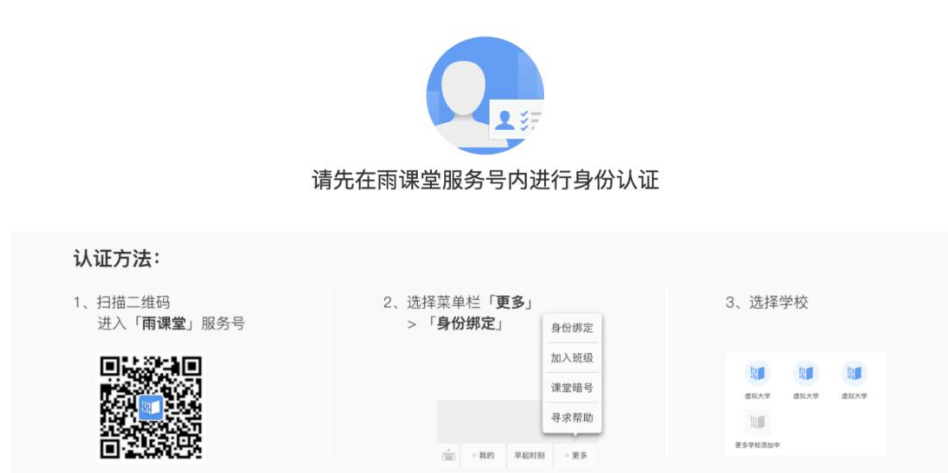 请先在雨课堂服务号内进行身份认证
认证方法：
1、扫描二维码
进入「雨课堂」服务号
2、选择菜单栏「更多」
>「身份绑定」
身份绑定
加入班级
课堂暗号
寻求帮助
我的
早起时刻
更多
3、选择学校
虚拟大学
虚拟大学
虚拟大学
更多学校添加中